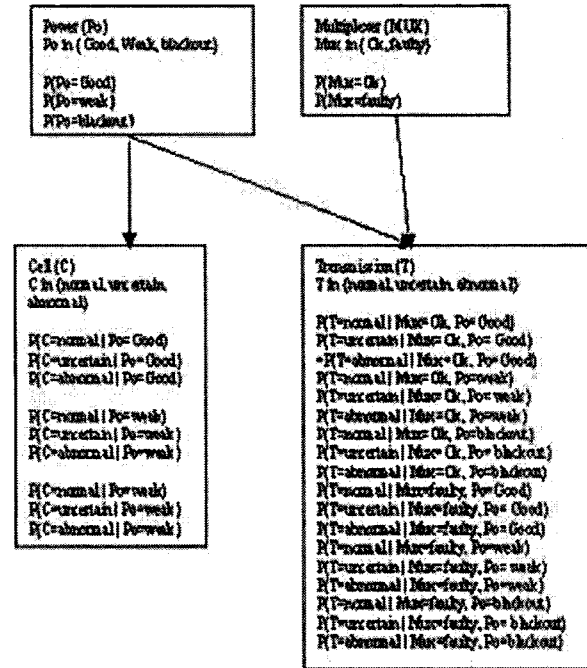 Power (Po)
Po in { Good, Weak, blackout}
P(Po= Good)
P(Po=weak)
P(Po=blackout)
Multiplexer (MUX)
Mux in { Ok, faulty}
P(Mux= Ok)
P(Mux=faulty)
Cell (C)
C in {normal, uncertain,
abnormal}
P(C=normal | Po= Good)
P(C=uncertain | Po= Good)
P(C=abnormal | Po= Good)
P(C=normal | Po=weak)
P(C=uncertain | Po=weak)
P(C=abnormal | Po=weak)
P(C=normal | Po=weak)
P(C=uncertain | Po=weak)
P(C=abnormal | Po=weak)
Transmission (T)
T in {normal, uncertain, abnormal}
P(T=normal | Mux= Ok, Po= Good)
P(T=uncertain | Mux= Ok, Po= Good)
=P(T=abnormal | Mux= Ok, Po= Good)
P(T=normal | Mux= Ok, Po=weak)
P(T=uncertain | Mux= Ok, Po= weak)
P(T=abnormal | Mux= Ok, Po=weak)
P(T=normal | Mux= Ok, Po=blackout)
P(T=uncertain | Mux= Ok, Po= blackout)
P(T=abnormal | Mux= Ok, Po=blackout)
P(T=normal | Mux=faulty, Po=Good)
P(T=uncertain | Mux=faulty, Po= Good)
P(T=abnormal | Mux=faulty, Po=Good)
P(T=normal | Mux=faulty, Po=weak)
P(T=uncertain | Mux=faulty, Po= weak)
P(T=abnormal | Mux=faulty, Po=weak)
P(T=normal | Mux=faulty, Po=blackout)
P(T=uncertain | Mux=faulty, Po= blackout)
P(T=abnormal | Mux=faulty, Po=blackout)